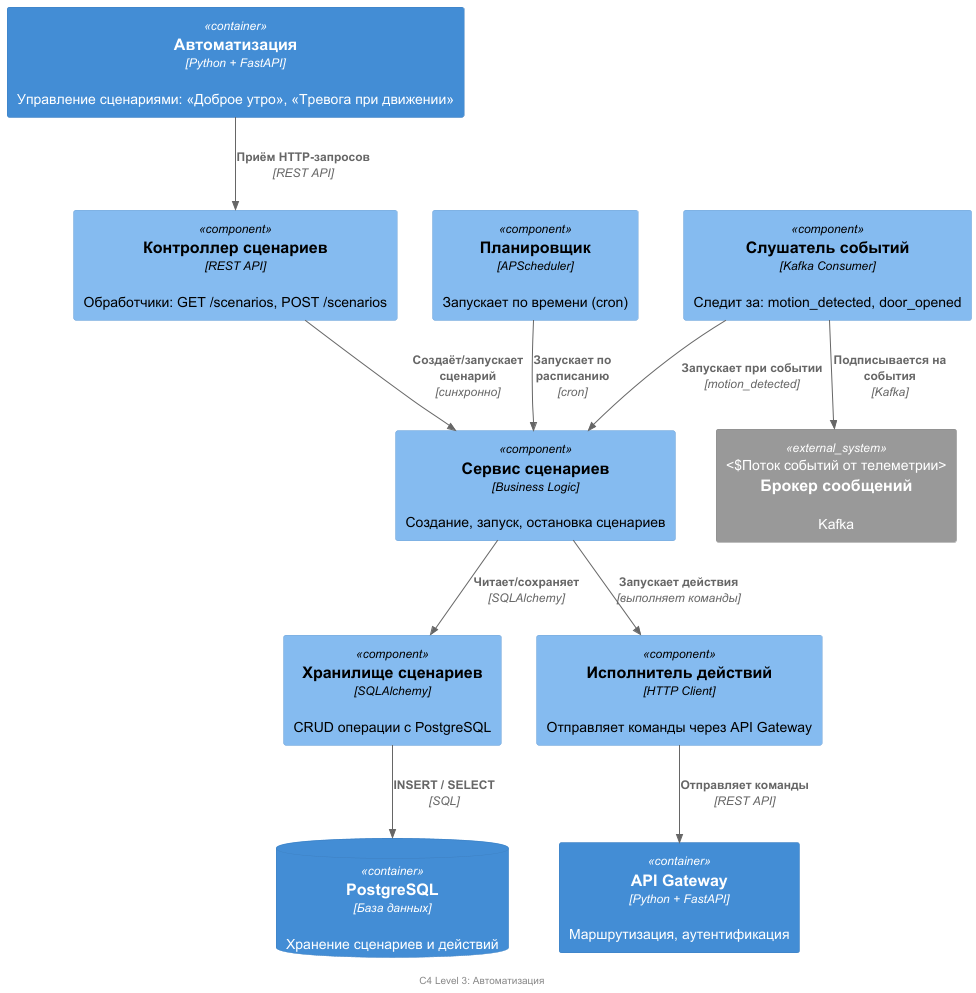 «container»
Автоматизация
[Python + FastAPI]
Управление сценариями: «Доброе утро», «Тревога при движении»
Приём HTTP-запросов
[REST API]
«component»
Контроллер сценариев
[REST API]
Обработчики: GET /scenarios, POST /scenarios
«component»
Планировщик
[APScheduler]
Запускает по времени (cron)
«component»
Слушатель событий
[Kafka Consumer]
Следит за: motion_detected, door_opened
Создаёт/запускает
сценарий
[синхронно]
Запускает по
расписанию
[cron]
Запускает при событии
[motion_detected]
Подписывается на
события
[Kafka]
«component»
Сервис сценариев
[Business Logic]
Создание, запуск, остановка сценариев
«external_system»
<$Поток событий от телеметрии>
Брокер сообщений
Kafka
Читает/сохраняет
[SQLAlchemy]
Запускает действия
[выполняет команды]
«component»
Хранилище сценариев
[SQLAlchemy]
CRUD операции с PostgreSQL
«component»
Исполнитель действий
[HTTP Client]
Отправляет команды через API Gateway
INSERT / SELECT
[SQL]
Отправляет команды
[REST API]
«container»
PostgreSQL
[База данных]
Хранение сценариев и действий
«container»
API Gateway
[Python + FastAPI]
Маршрутизация, аутентификация
C4 Level 3: Автоматизация